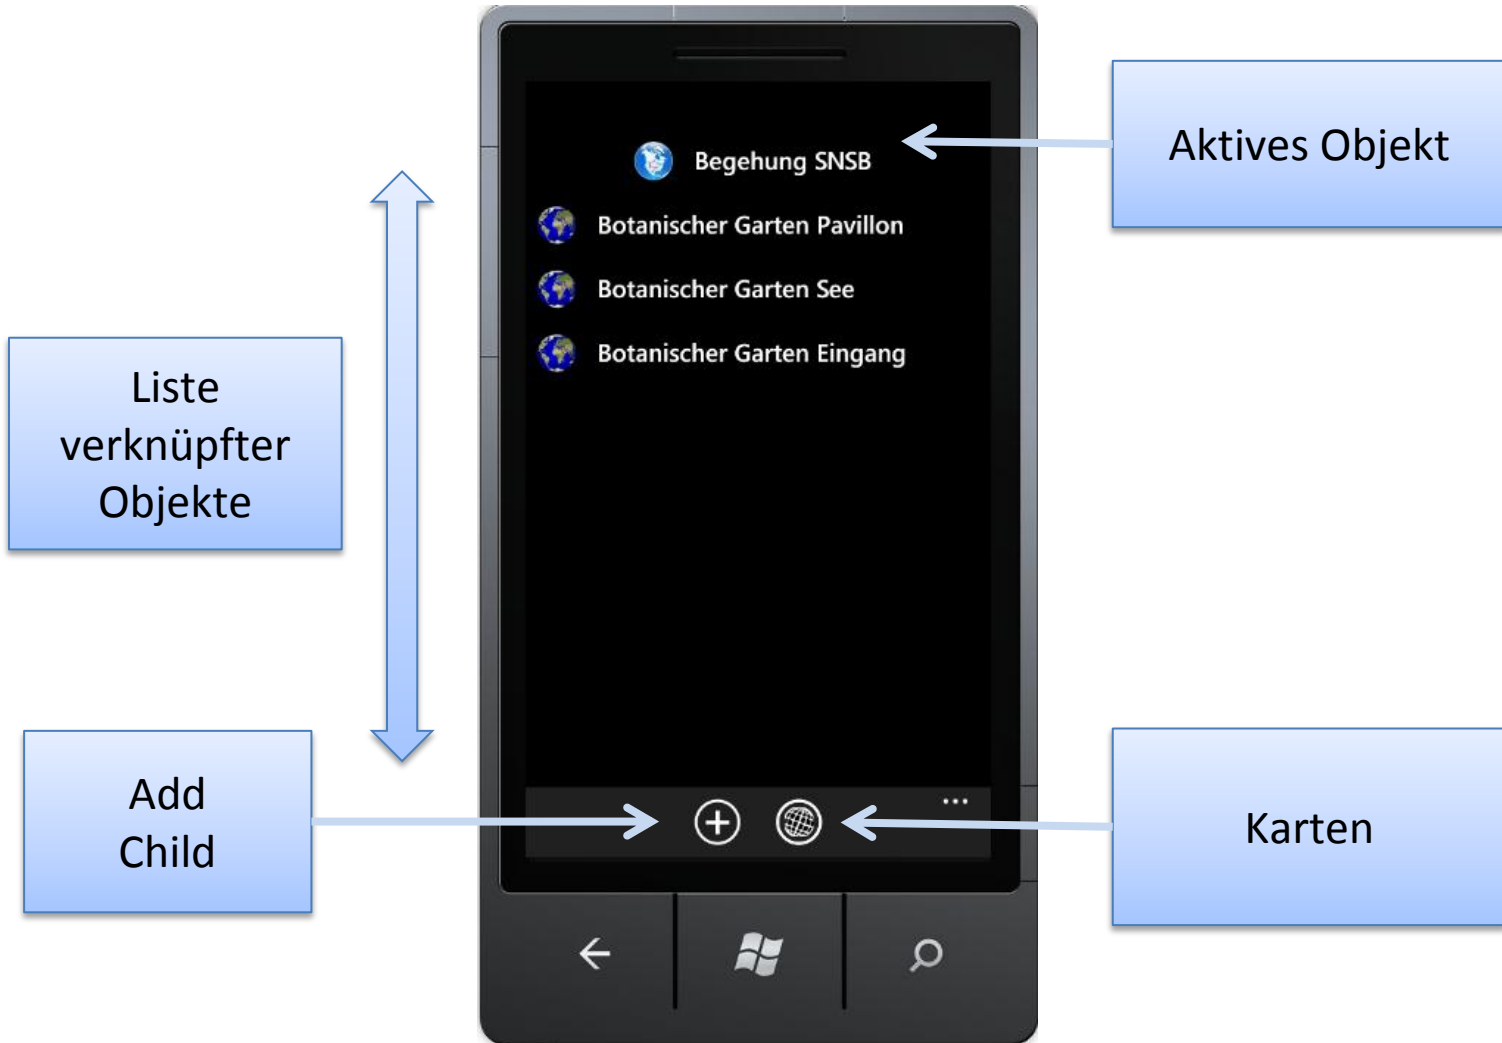 Aktives Objekt
Begehung SNSB
Botanischer Garten Pavillon
Botanischer Garten See
Botanischer Garten Eingang
Liste
verknüpfter
Objekte
Add
Child
Karten